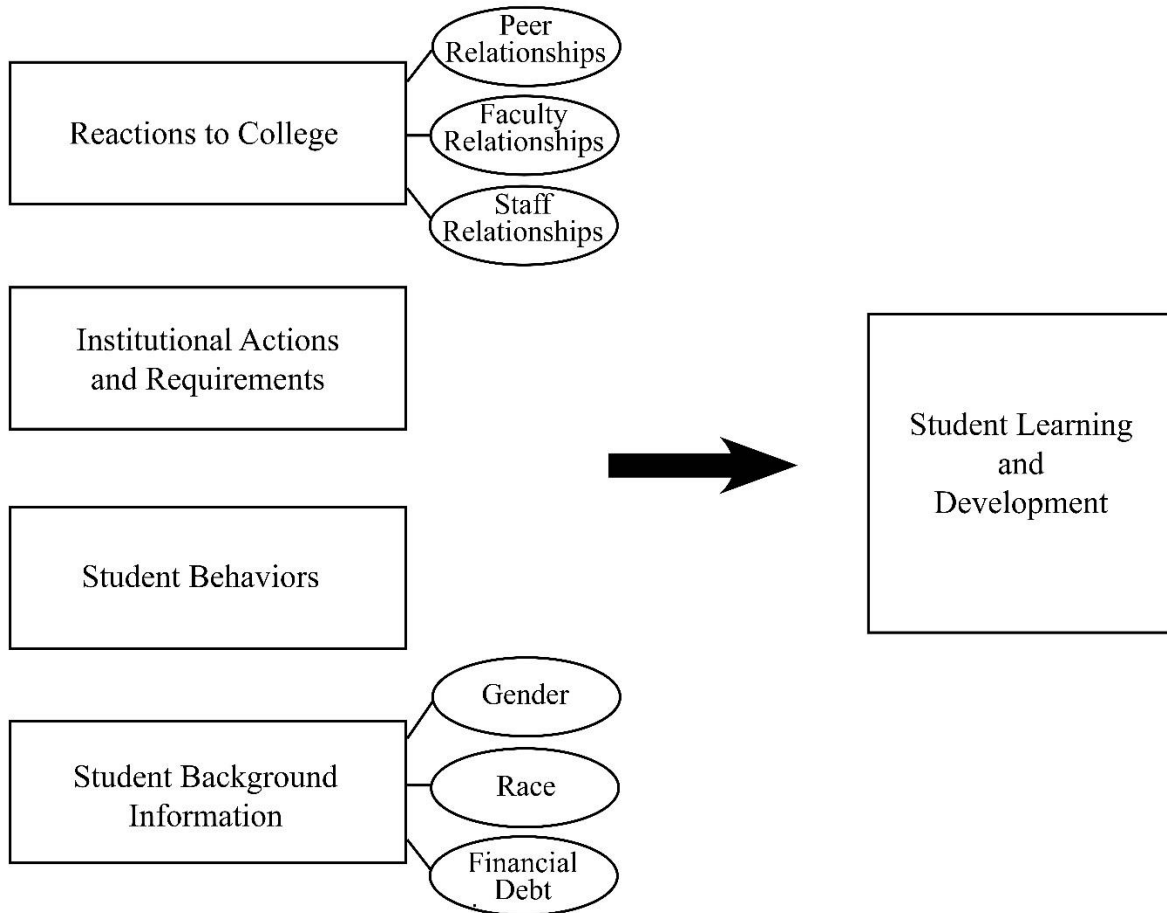 Peer
Relationships
Reactions to College
Faculty
Relationships
Staff
Relationships
Institutional Actions
and Requirements
Student Learning
and
Development
Student Behaviors
Gender
Student Background
Information
Race
Financial
Debt